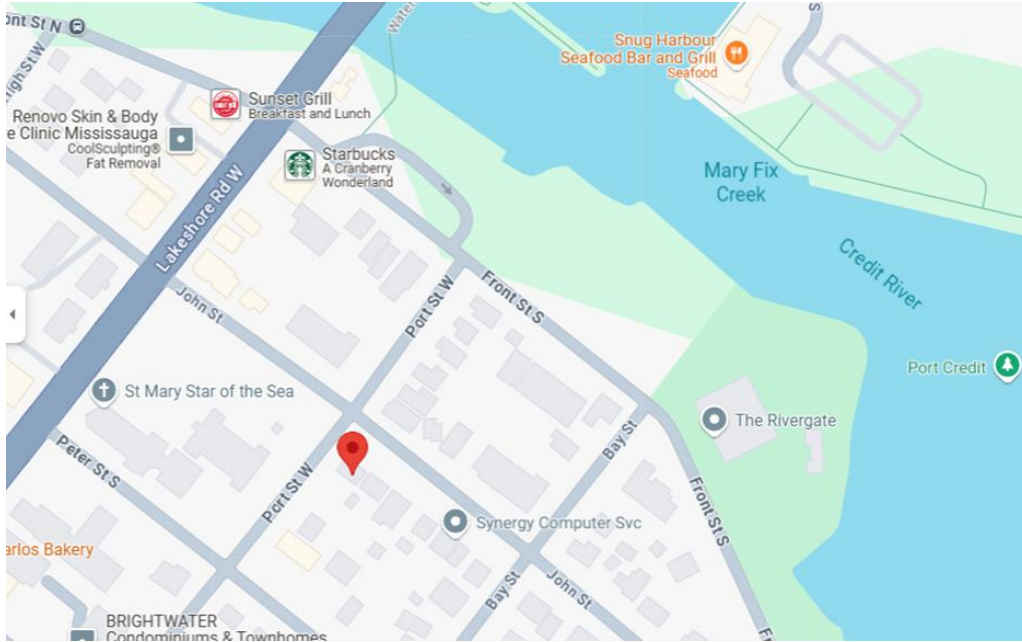 ont St N
Water
S
Snug Harbour
Seafood Bar and Grill
Seafood
High St W
Sunset Grill
Breakfast and Lunch
Renovo Skin & Body
e Clinic Mississauga
CoolSculpting®
Fat Removal
Starbucks
A Cranberry
Wonderland
Mary Fix
Creek
Lakeshore Rd W
Credit River
John St
Port St W
Front St S
Port Credit
St Mary Star of the Sea
The Rivergate
Bay St
Peter St S
Port St W
Front St S
Synergy Computer Svc
arlos Bakery
Bay St
John St
BRIGHTWATER
Condominiums & Townhomes